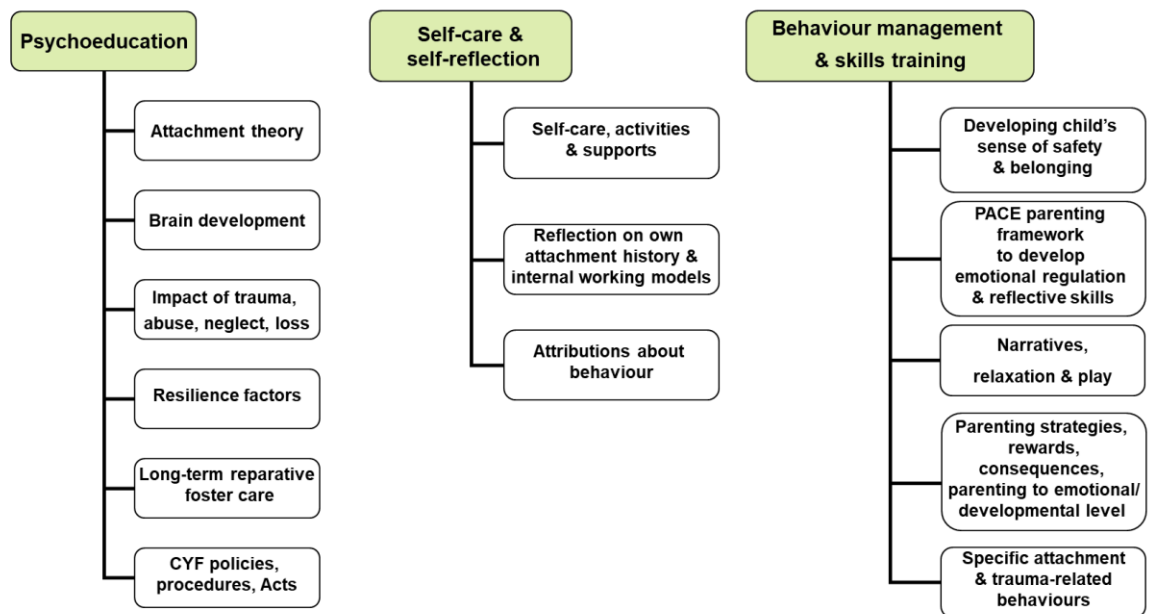 Psychoeducation
Attachment theory
Brain development
Impact of trauma,
abuse, neglect, loss
Resilience factors
Long-term reparative
foster care
CYF policies,
procedures, Acts
Self-care &
self-reflection
Self-care, activities
& supports
Reflection on own
attachment history &
internal working models
Attributions about
behaviour
Behaviour management
& skills training
Developing child's
sense of safety
& belonging
PACE parenting
framework
to develop
emotional regulation
& reflective skills
Narratives,
relaxation & play
Parenting strategies,
rewards,
consequences,
parenting to emotional/
developmental level
Specific attachment
& trauma-related
behaviours